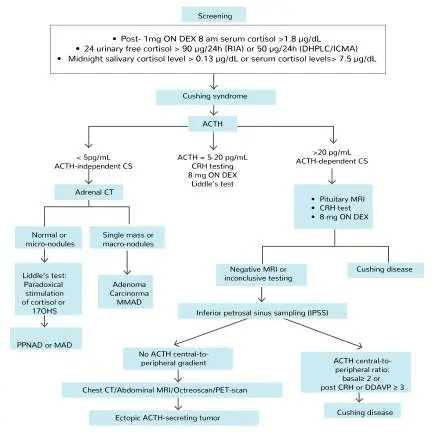 Screening
• Post- 1mg ON DEX 8 am serum cortisol >1.8 µg/dL
• 24 urinary free cortisol > 90 µg/24h (RIA) or 50 µg/24h (DHPLC/ICMA)
• Midnight salivary cortisol level > 0.13 µg/dL or serum cortisol levels> 7.5 µg/dL
Cushing syndrome
ACTH
< 5pg/mL
ACTH-independent CS
ACTH = 5-20 pg/mL
CRH testing
8 mg ON DEX
Liddle's test
>20 pg/mL
ACTH-dependent CS
Adrenal CT
• Pituitary MRI
• CRH test
• 8 mg ON DEX
Normal or
micro-nodules
Single mass or
macro-nodules
Negative MRI or
inconclusive testing
Cushing disease
Liddle's test:
Paradoxical
stimulation
of cortisol or
17OHS
Adenoma
Carcinoma
MMAD
Inferior petrosal sinus sampling (IPSS)
PPNAD or MAD
No ACTH central-to-
peripheral gradient
ACTH central-to-
peripheral ratio:
basal≥ 2 or
post CRH or DDAVP ≥ 3
Chest CT/Abdominal MRI/Octreoscan/PET-scan
Ectopic ACTH-secreting tumor
Cushing disease